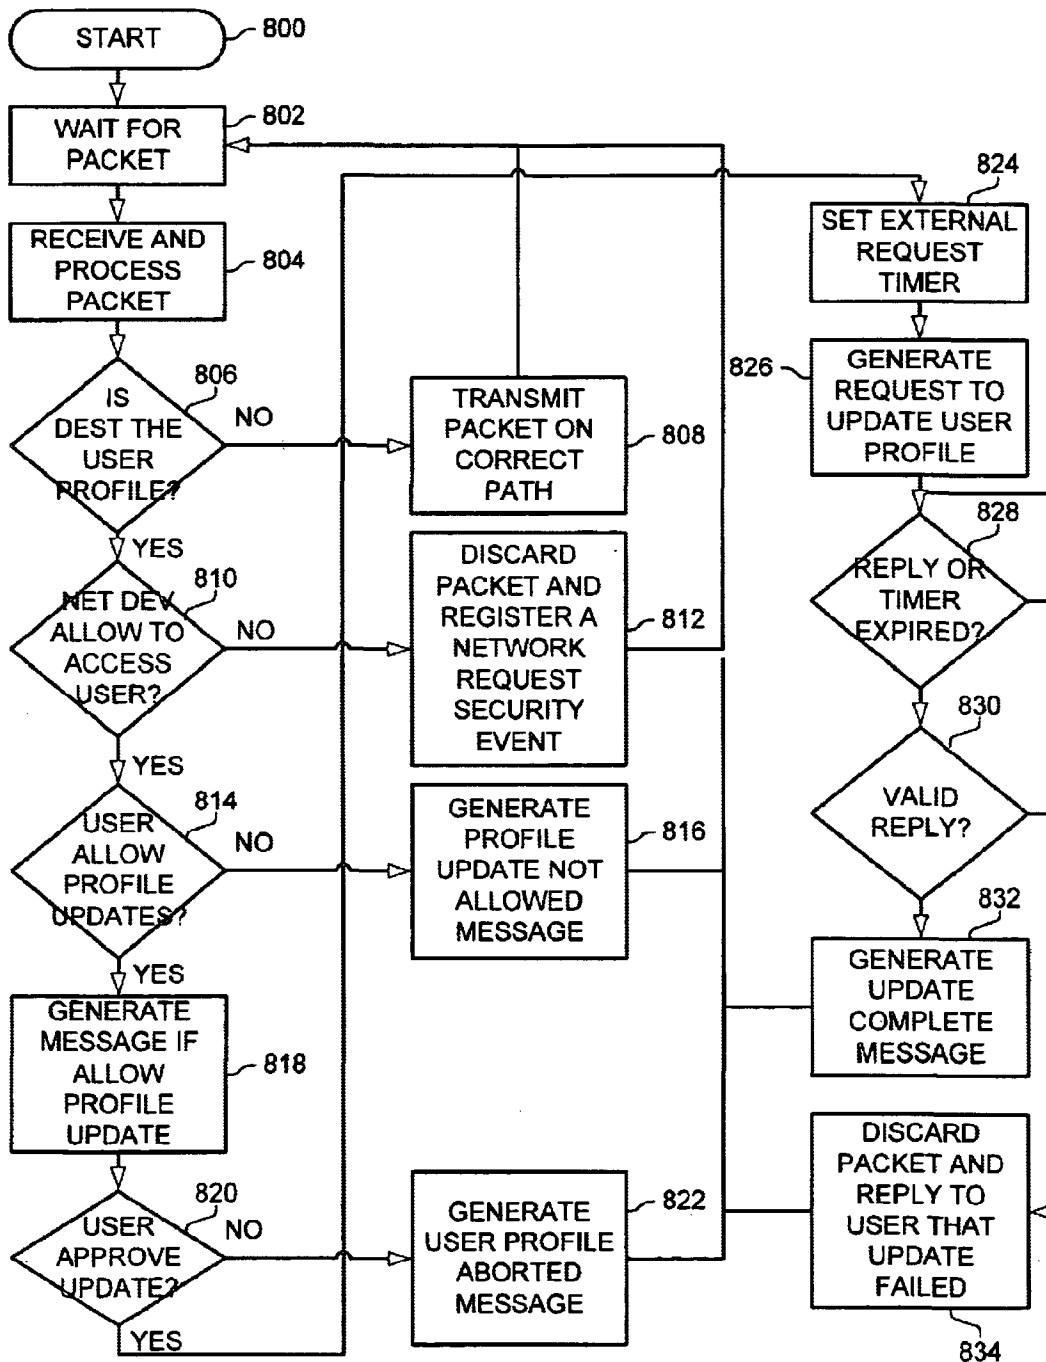 START
800
WAIT FOR
PACKET
802
RECEIVE AND
PROCESS
PACKET
804
IS
DEST THE
USER
PROFILE?
806
NO
YES
TRANSMIT
PACKET ON
CORRECT
PATH
808
NET DEV
ALLOW TO
ACCESS
USER?
810
NO
YES
DISCARD
PACKET AND
REGISTER A
NETWORK
REQUEST
SECURITY
EVENT
812
USER
ALLOW
PROFILE
UPDATES?
814
NO
YES
GENERATE
PROFILE
UPDATE NOT
ALLOWED
MESSAGE
816
GENERATE
MESSAGE IF
ALLOW
PROFILE
UPDATE
818
USER
APPROVE
UPDATE?
820
NO
YES
GENERATE
USER PROFILE
ABORTED
MESSAGE
822
824
SET EXTERNAL
REQUEST
TIMER
826
GENERATE
REQUEST TO
UPDATE USER
PROFILE
828
REPLY OR
TIMER
EXPIRED?
830
VALID
REPLY?
832
GENERATE
UPDATE
COMPLETE
MESSAGE
DISCARD
PACKET AND
REPLY TO
USER THAT
UPDATE
FAILED
834